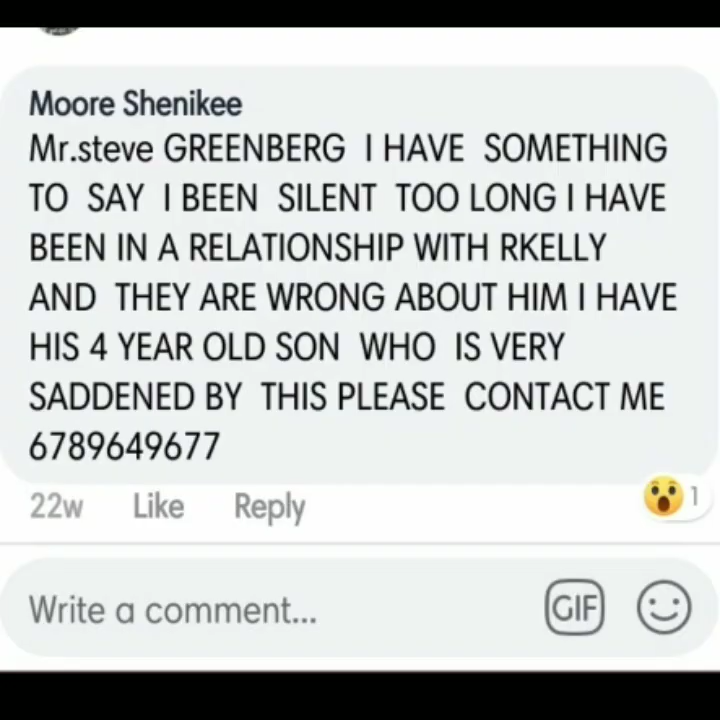 Moore Shenikee
Mr.steve GREENBERG I HAVE SOMETHING
TO SAY I BEEN SILENT TOO LONG I HAVE
BEEN IN A RELATIONSHIP WITH RKELLY
AND THEY ARE WRONG ABOUT HIM I HAVE
HIS 4 YEAR OLD SON WHO IS VERY
SADDENED BY THIS PLEASE CONTACT ME
6789649677
22w Like Reply 1
Write a comment... GIF